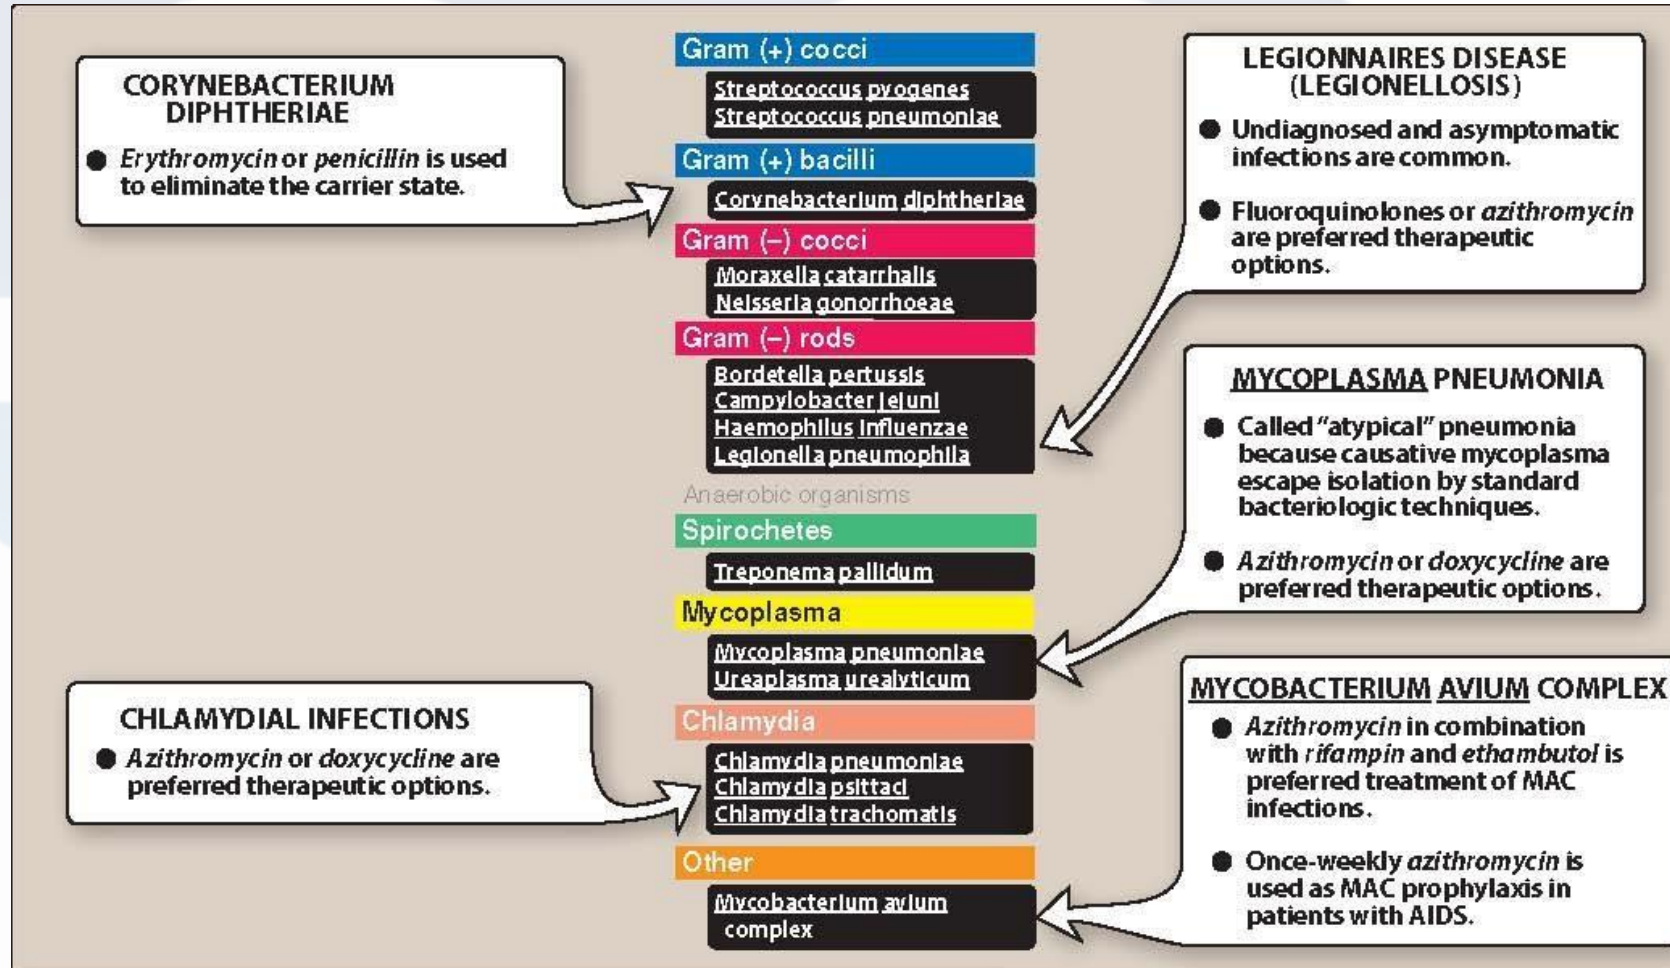 CORYNEBACTERIUM
DIPHTHERIAE
● Erythromycin or penicillin is used
to eliminate the carrier state.
Gram (+) cocci
Streptococcus pyogenes
Streptococcus pneumoniae
Gram (+) bacilli
Corynebacterium diphtheriae
Gram (–) cocci
Moraxella catarrhalis
Neisseria gonorrhoeae
Gram (–) rods
Bordetella pertussis
Campylobacter jejuni
Haemophilus influenzae
Legionella pneumophila
Anaerobic organisms
Spirochetes
Treponema pallidum
Mycoplasma
Mycoplasma pneumoniae
Ureaplasma urealyticum
Chlamydia
Chlamydia pneumoniae
Chlamydia psittaci
Chlamydia trachomatis
Other
Mycobacterium avium
complex
CHLAMYDIAL INFECTIONS
● Azithromycin or doxycycline are
preferred therapeutic options.
LEGIONNAIRES DISEASE
(LEGIONELLOSIS)
● Undiagnosed and asymptomatic
infections are common.
● Fluoroquinolones or azithromycin
are preferred therapeutic
options.
MYCOPLASMA PNEUMONIA
● Called "atypical" pneumonia
because causative mycoplasma
escape isolation by standard
bacteriologic techniques.
● Azithromycin or doxycycline are
preferred therapeutic options.
MYCOBACTERIUM AVIUM COMPLEX
● Azithromycin in combination
with rifampin and ethambutol is
preferred treatment of MAC
infections.
● Once-weekly azithromycin is
used as MAC prophylaxis in
patients with AIDS.